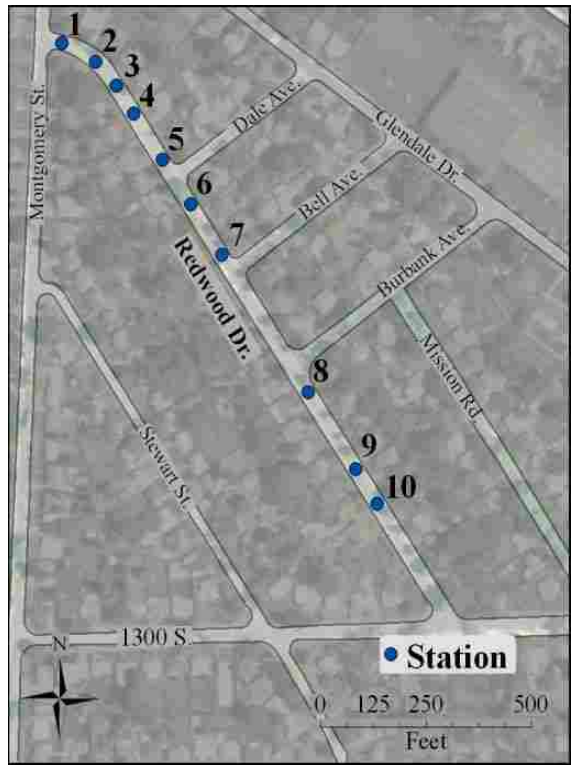 1
2
3
4
5
6
7
8
9
10
Montgomery St.
Dale Ave.
Glendale Dr.
Bell Ave.
Burbank Ave.
Redwood Dr.
Mission Rd
Stewart St.
1300 S.
N
Station
0 125 250 500
Feet